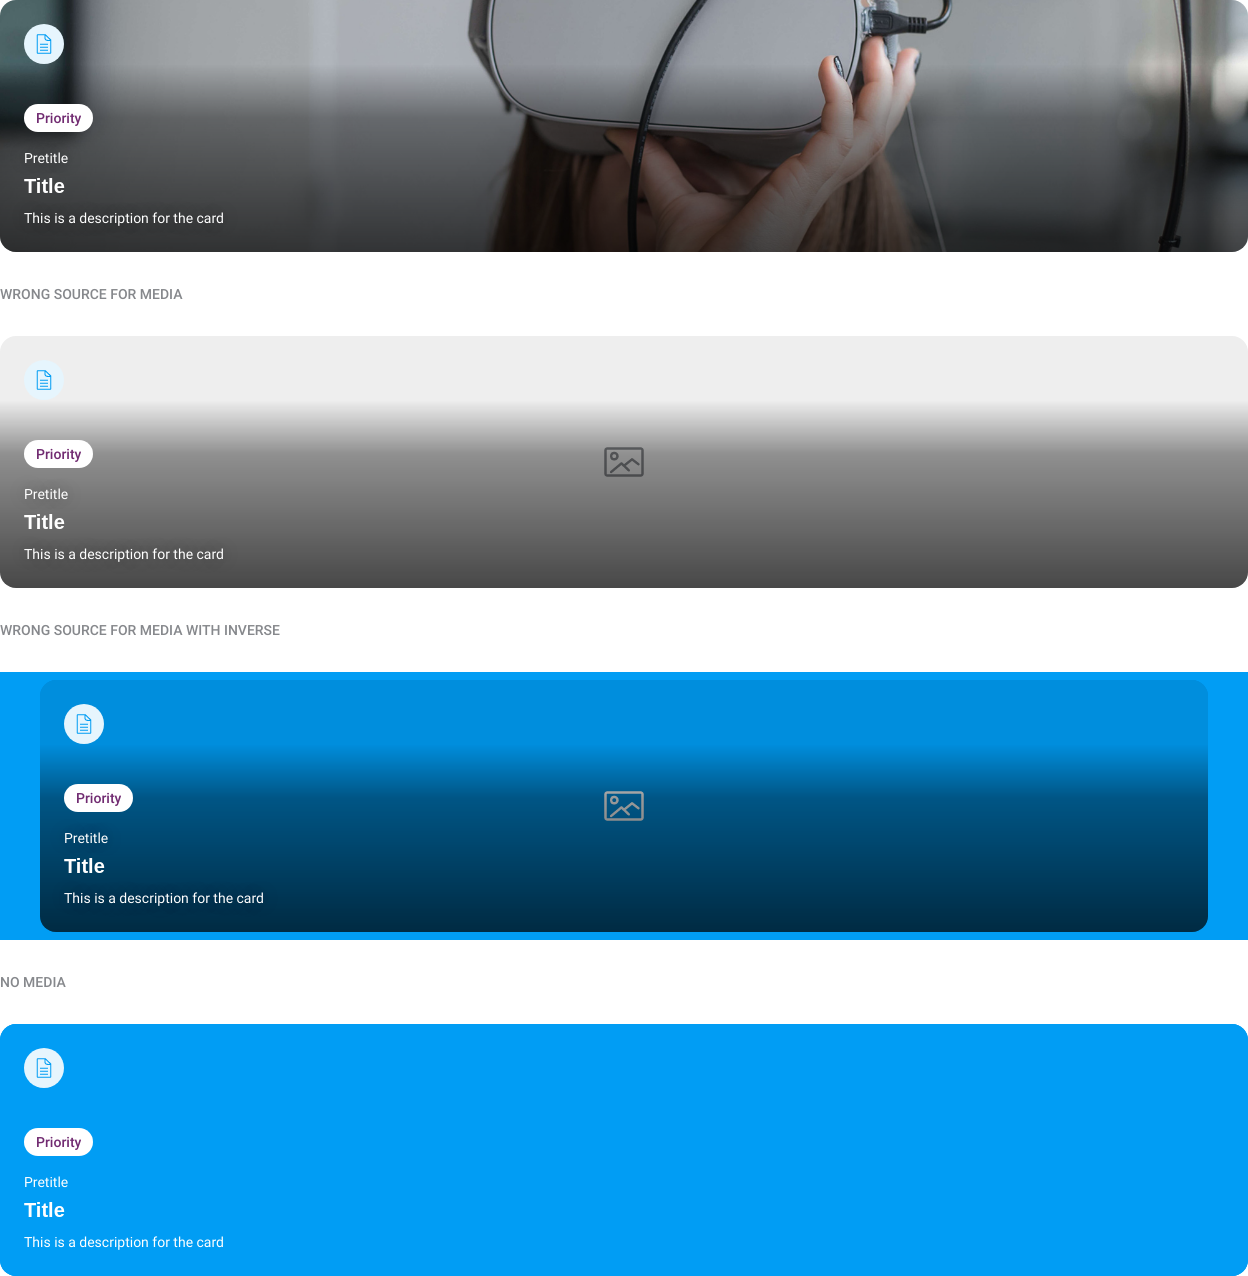 Priority
Pretitle
Title
This is a description for the card
WRONG SOURCE FOR MEDIA
Priority
Pretitle
Title
This is a description for the card
WRONG SOURCE FOR MEDIA WITH INVERSE
Priority
Pretitle
Title
This is a description for the card
NO MEDIA
Priority
Pretitle
Title
This is a description for the card